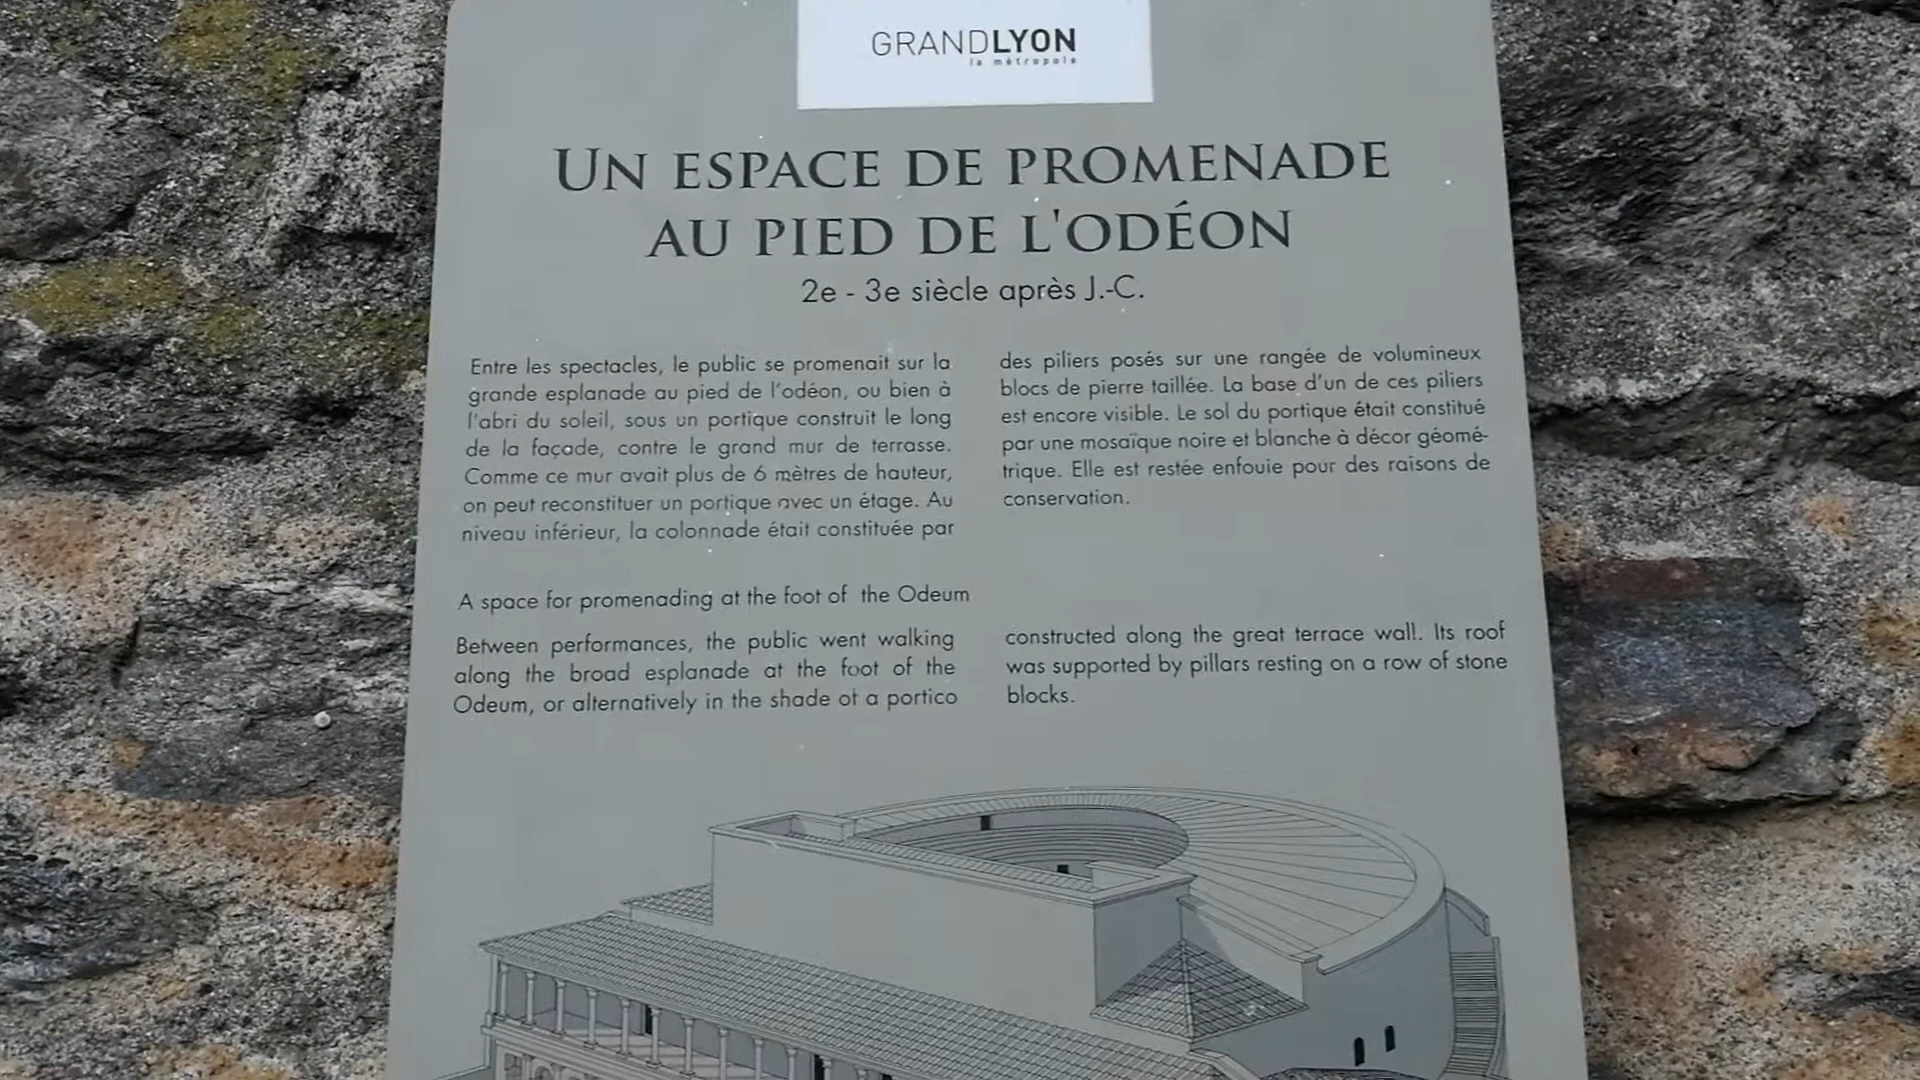 GRANDLYON
la métropole
UN ESPACE DE PROMENADE
AU PIED DE L'ODÉON
2e - 3e siècle après J.-C.
Entre les spectacles, le public se promenait sur la
grande esplanade au pied de l'odéon, ou bien à
l'abri du soleil, sous un portique construit le long
de la façade, contre le grand mur de terrasse.
Comme ce mur avait plus de 6 mètres de hauteur,
on peut reconstituer un portique avec un étage. Au
niveau inférieur, la colonnade était constituée par
des piliers posés sur une rangée de volumineux
blocs de pierre taillée. La base d'un de ces piliers
est encore visible. Le sol du portique était constitué
par une mosaïque noire et blanche à décor géomé-
trique. Elle est restée enfouie pour des raisons de
conservation.
A space for promenading at the foot of the Odeum
Between performances, the public went walking
along the broad esplanade at the foot of the
Odeum, or alternatively in the shade of a portico
constructed along the great terrace wall. Its roof
was supported by pillars resting on a row of stone
blocks.